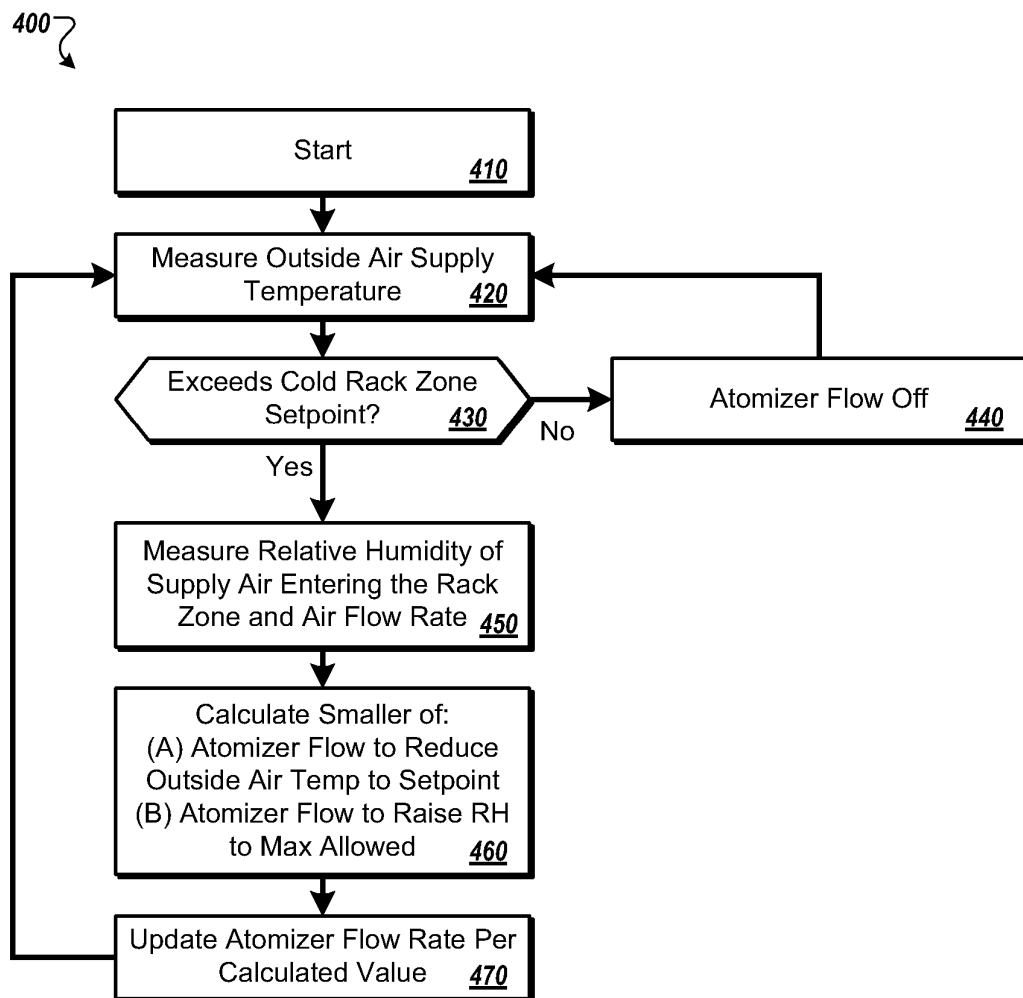 400
Start
410
Measure Outside Air Supply
Temperature
420
Exceeds Cold Rack Zone
Setpoint?
430
No
Atomizer Flow Off
440
Yes
Measure Relative Humidity of
Supply Air Entering the Rack
Zone and Air Flow Rate
450
Calculate Smaller of:
(A) Atomizer Flow to Reduce
Outside Air Temp to Setpoint
(B) Atomizer Flow to Raise RH
to Max Allowed
460
Update Atomizer Flow Rate Per
Calculated Value
470